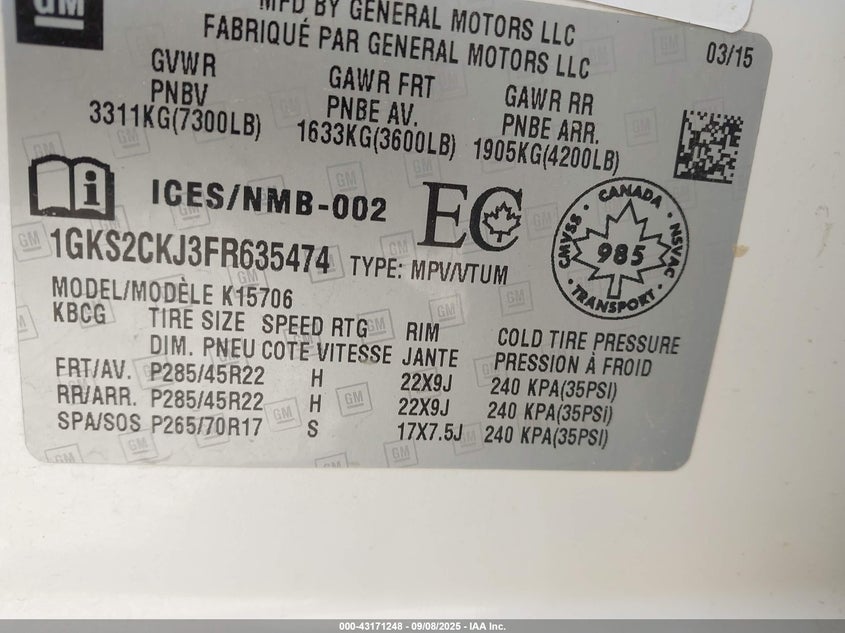 GM
MFD BY GENERAL MOTORS LLC
FABRIQUÉ PAR GENERAL MOTORS LLC
03/15
GVWR
PNBV
3311KG(7300LB)
GAWR FRT
PNBE AV.
1633KG(3600LB)
GAWR RR
PNBE ARR.
1905KG(4200LB)
ICES/NMB-002
EC
CANADA
CMVSS NSVAC
985
TRANSPORT
1GKS2CKJ3FR635474 TYPE: MPV/VTUM
MODEL/MODÈLE K15706
KBCG TIRE SIZE SPEED RTG RIM COLD TIRE PRESSURE
DIM. PNEU COTE VITESSE JANTE PRESSION À FROID
FRT/AV. P285/45R22 H 22X9J 240 KPA(35PSI)
RR/ARR. P285/45R22 H 22X9J 240 KPA(35PSI)
SPA/SOS P265/70R17 S 17X7.5J 240 KPA(35PSI)
000-43171248 - 09/08/2025 - IAA Inc.